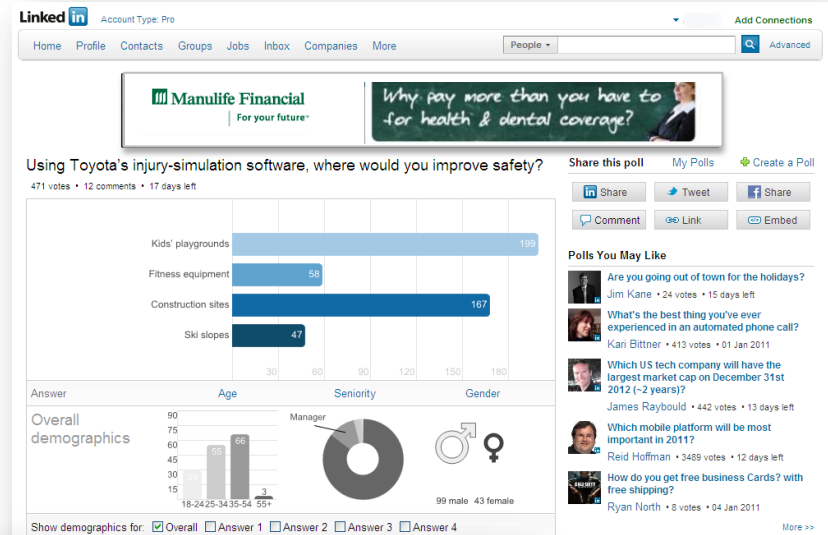 Linked in Account Type: Pro Add Connections
Home Profile Contacts Groups Jobs Inbox Companies More People Advanced
Manulife Financial
For your future™
Why pay more than you have to
for health & dental coverage?
Using Toyota's injury-simulation software, where would you improve safety?
471 votes • 12 comments • 17 days left
Kids' playgrounds 199
Fitness equipment 58
Construction sites 167
Ski slopes 47
30 60 90 120 150 180
Answer Age Seniority Gender
Overall
demographics
90
75
60
45
30
15
55 66 3
18-24 25-34 35-54 55+
Manager
99 male 43 female
Show demographics for: Overall Answer 1 Answer 2 Answer 3 Answer 4
Share this poll My Polls Create a Poll
in Share Tweet f Share
Comment Link Embed
Polls You May Like
Are you going out of town for the holidays?
Jim Kane • 24 votes • 15 days left
What's the best thing you've ever
experienced in an automated phone call?
Kari Bittner • 413 votes • 01 Jan 2011
Which US tech company will have the
largest market cap on December 31st
2012 (~2 years)?
James Raybould • 442 votes • 13 days left
Which mobile platform will be most
important in 2011?
Reid Hoffman • 3489 votes • 12 days left
How do you get free business Cards? with
free shipping?
Ryan North • 8 votes • 04 Jan 2011
More >>